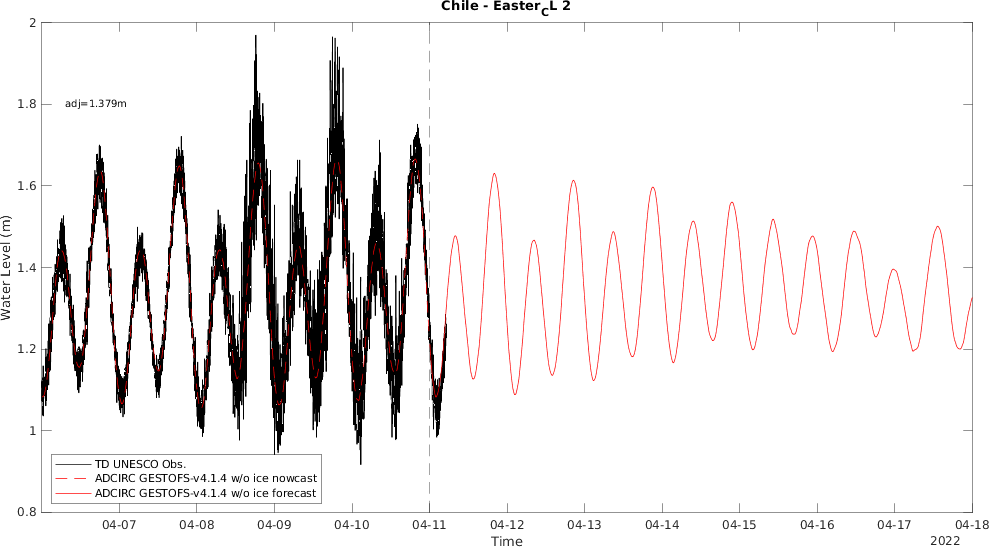 Chile - Easter_CL 2
2
1.8
1.6
1.4
1.2
1
0.8
Water Level (m)
adj=1.379m
TD UNESCO Obs.
ADCIRC GESTOFS-v4.1.4 w/o ice nowcast
ADCIRC GESTOFS-v4.1.4 w/o ice forecast
04-07 04-08 04-09 04-10 04-11 04-12 04-13 04-14 04-15 04-16 04-17 04-18
Time
2022